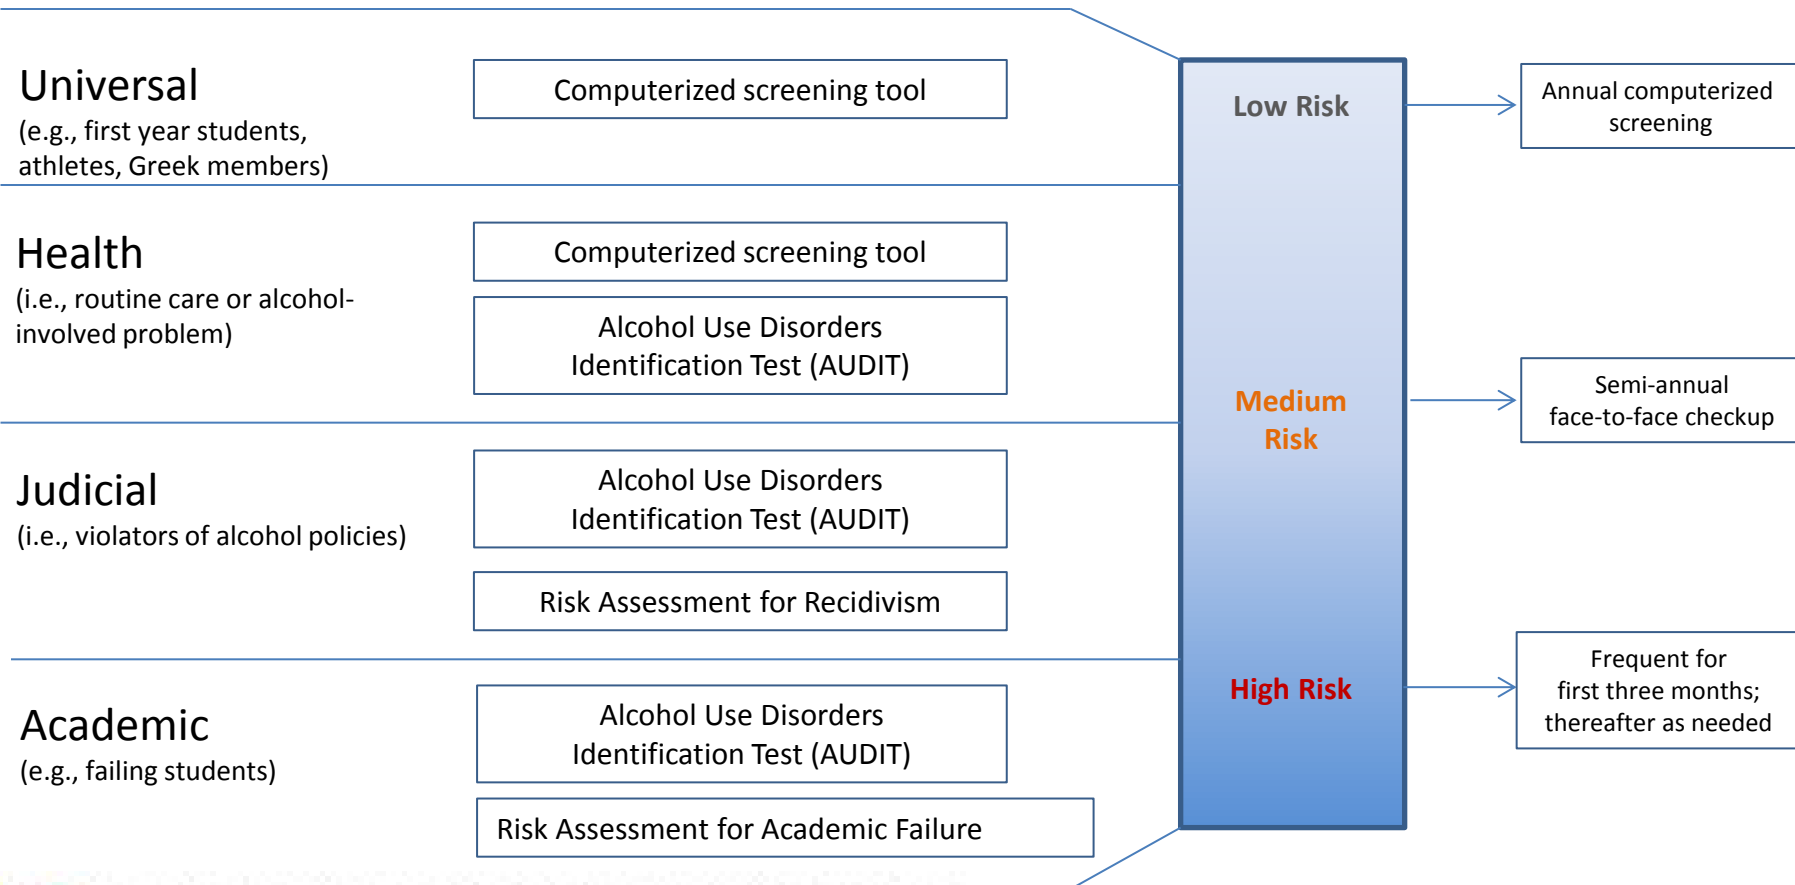 Universal
(e.g., first year students,
athletes, Greek members)
Computerized screening tool
Health
(i.e., routine care or alcohol-
involved problem)
Computerized screening tool
Alcohol Use Disorders
Identification Test (AUDIT)
Judicial
(i.e., violators of alcohol policies)
Alcohol Use Disorders
Identification Test (AUDIT)
Risk Assessment for Recidivism
Academic
(e.g., failing students)
Alcohol Use Disorders
Identification Test (AUDIT)
Risk Assessment for Academic Failure
Low Risk
Medium
Risk
High Risk
Annual computerized
screening
Semi-annual
face-to-face checkup
Frequent for
first three months;
thereafter as needed